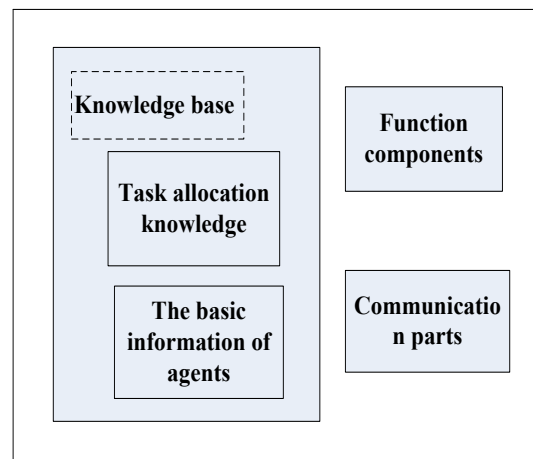 Knowledge base
Task allocation
knowledge
The basic
information of
agents
Function
components
Communicatio
n parts